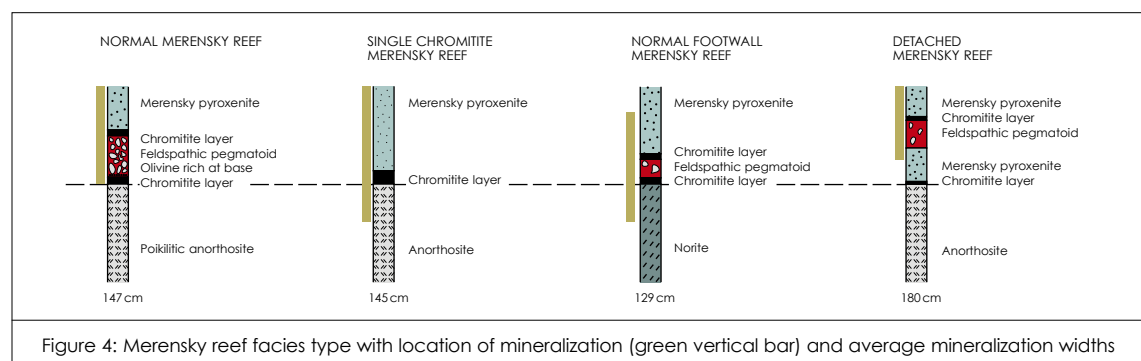 NORMAL MERENSKY REEF
Merensky pyroxenite
Chromitite layer
Feldspathic pegmatoid
Olivine rich at base
Chromitite layer
Poikilitic anorthosite
147 cm
SINGLE CHROMITITE
MERENSKY REEF
Merensky pyroxenite
Chromitite layer
Anorthosite
145 cm
NORMAL FOOTWALL
MERENSKY REEF
Merensky pyroxenite
Chromitite layer
Feldspathic pegmatoid
Chromitite layer
Norite
129 cm
DETACHED
MERENSKY REEF
Merensky pyroxenite
Chromitite layer
Feldspathic pegmatoid
Merensky pyroxenite
Chromitite layer
Anorthosite
180 cm
Figure 4: Merensky reef facies type with location of mineralization (green vertical bar) and average mineralization widths